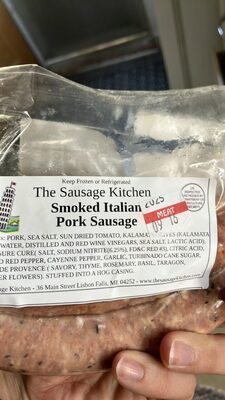 Keep Frozen or Refrigerated
The Sausage Kitchen
Smoked Italian
Pork Sausage
2025
MEAT
09 10
: PORK, SEA SALT, SUN DRIED TOMATO, KALAMATA OLIVES (KALAMATA
WATER, DISTILLED AND RED WINE VINEGARS, SEA SALT, LACTIC ACID),
CURE( SALT, SODIUM NITRITE(6.25%), FD&C RED #3), CITRIC ACID,
D RED PEPPER, CAYENNE PEPPER, GARLIC, TURBINADO CANE SUGAR,
DE PROVENCE ( SAVORY, THYME, ROSEMARY, BASIL, TARAGON,
ER FLOWERS). STUFFED INTO A HOG CASING.
sage Kitchen - 36 Main Street Lisbon Falls, ME 04252 - www.thesausagekitchen.com